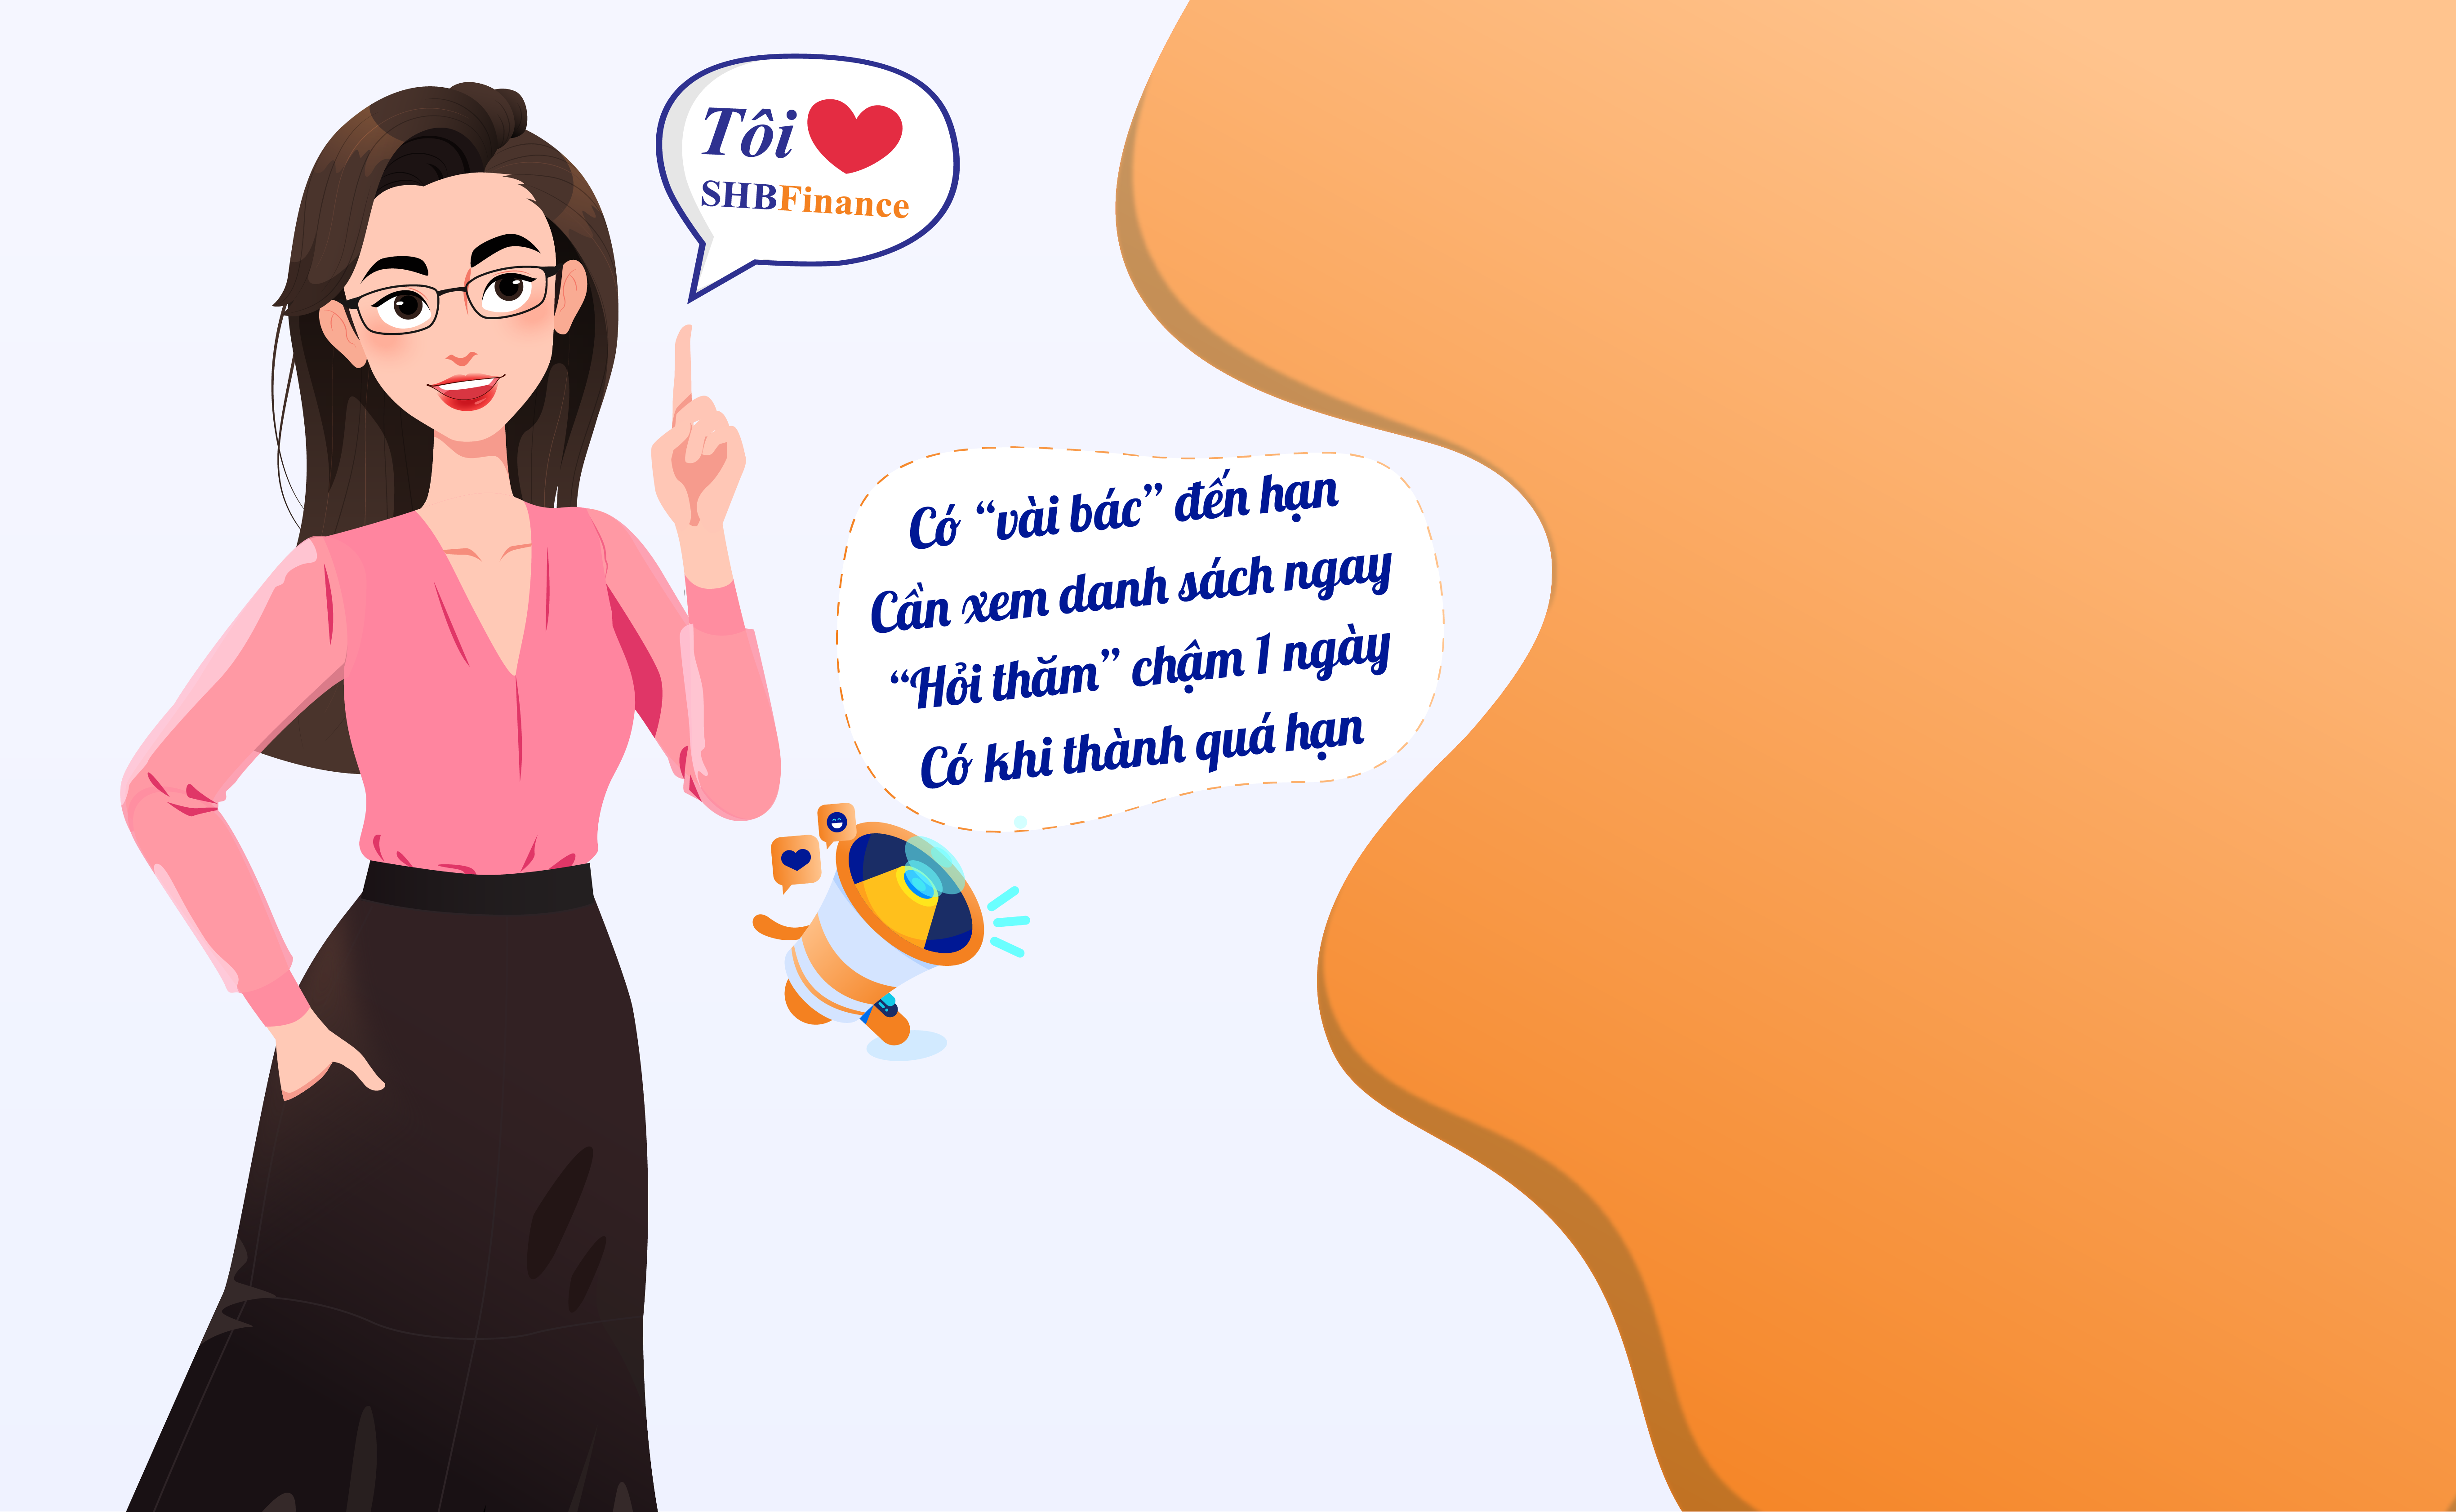 Tôi
SHBFinance
Có “vài bác” đến hạn
Cần xem danh sách ngay
“Hỏi thăm” chậm 1 ngày
Có khi thành quá hạn